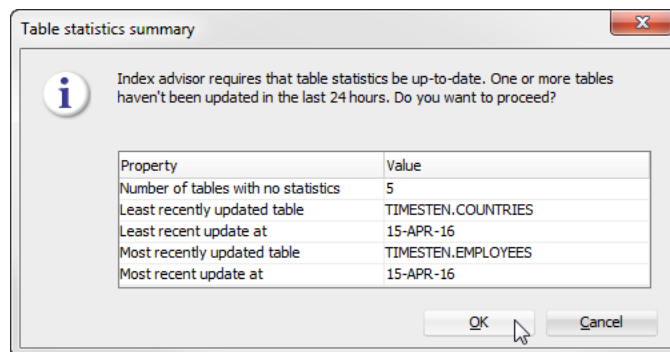 Table statistics summary
Index advisor requires that table statistics be up-to-date. One or more tables
haven't been updated in the last 24 hours. Do you want to proceed?
Property Value
Number of tables with no statistics 5
Least recently updated table TIMESTEN.COUNTRIES
Least recent update at 15-APR-16
Most recently updated table TIMESTEN.EMPLOYEES
Most recent update at 15-APR-16
OK Cancel